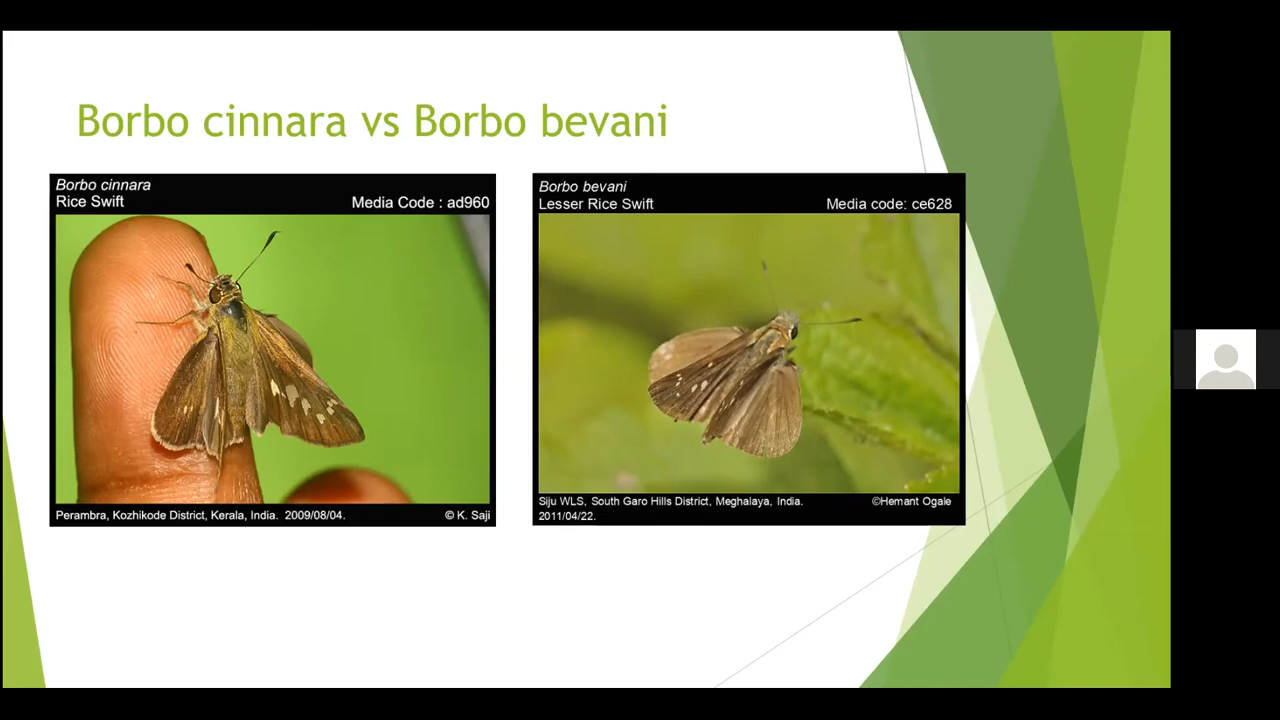 Borbo cinnara vs Borbo bevani
Borbo cinnara
Rice Swift
Media Code : ad960
Perambra, Kozhikode District, Kerala, India. 2009/08/04.
© K. Saji
Borbo bevani
Lesser Rice Swift
Media code: ce628
Siju WLS, South Garo Hills District, Meghalaya, India.
©Hemant Ogale
2011/04/22.